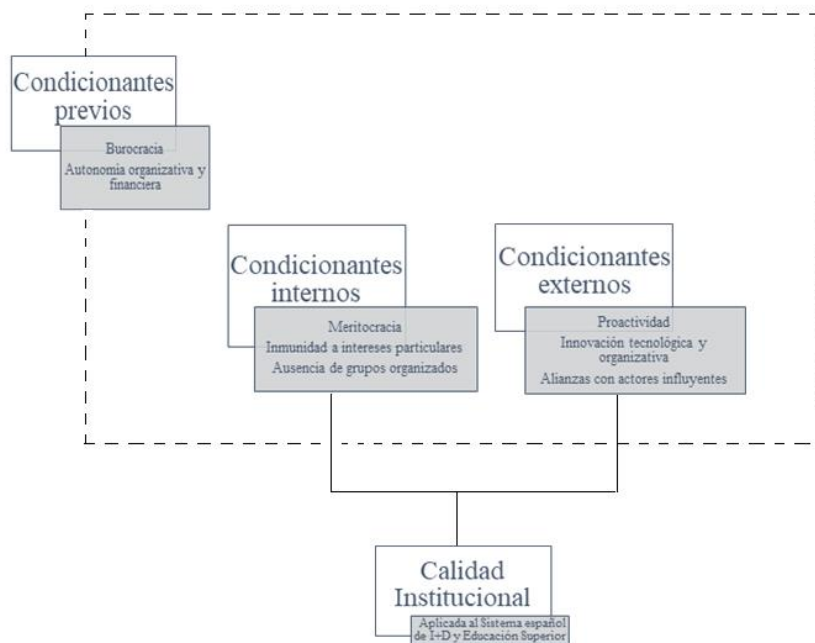 Condicionantes
previos
Burocracia
Autonomía organizativa y
financiera
Condicionantes
internos
Meritocracia
Inmunidad a intereses particulares
Ausencia de grupos organizados
Condicionantes
externos
Proactividad
Innovación tecnológica y
organizativa
Alianzas con actores influyentes
Calidad
Institucional
Aplicada al Sistema español
de I+D y Educación Superior